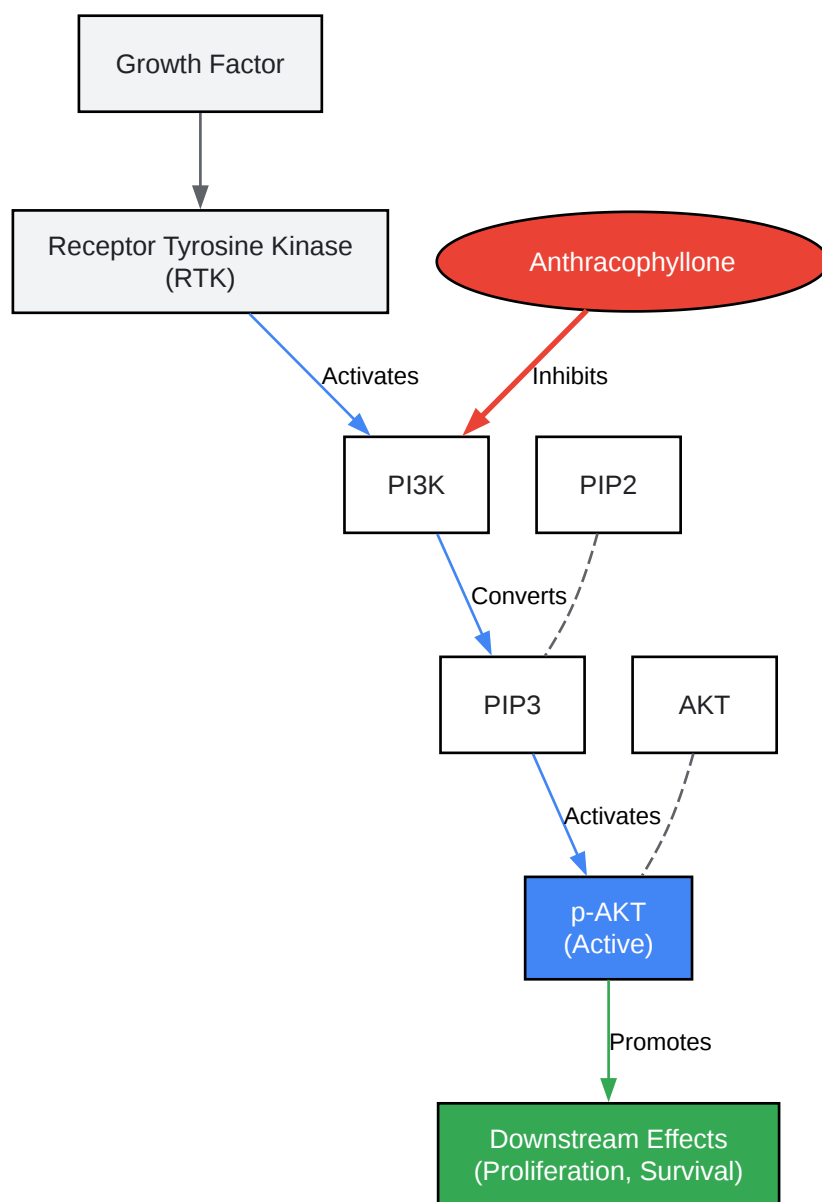 Growth Factor
Receptor Tyrosine Kinase
(RTK)
Anthracophyllone
Activates
Inhibits
PI3K
PIP2
Converts
PIP3
AKT
Activates
p-AKT
(Active)
Promotes
Downstream Effects
(Proliferation, Survival)